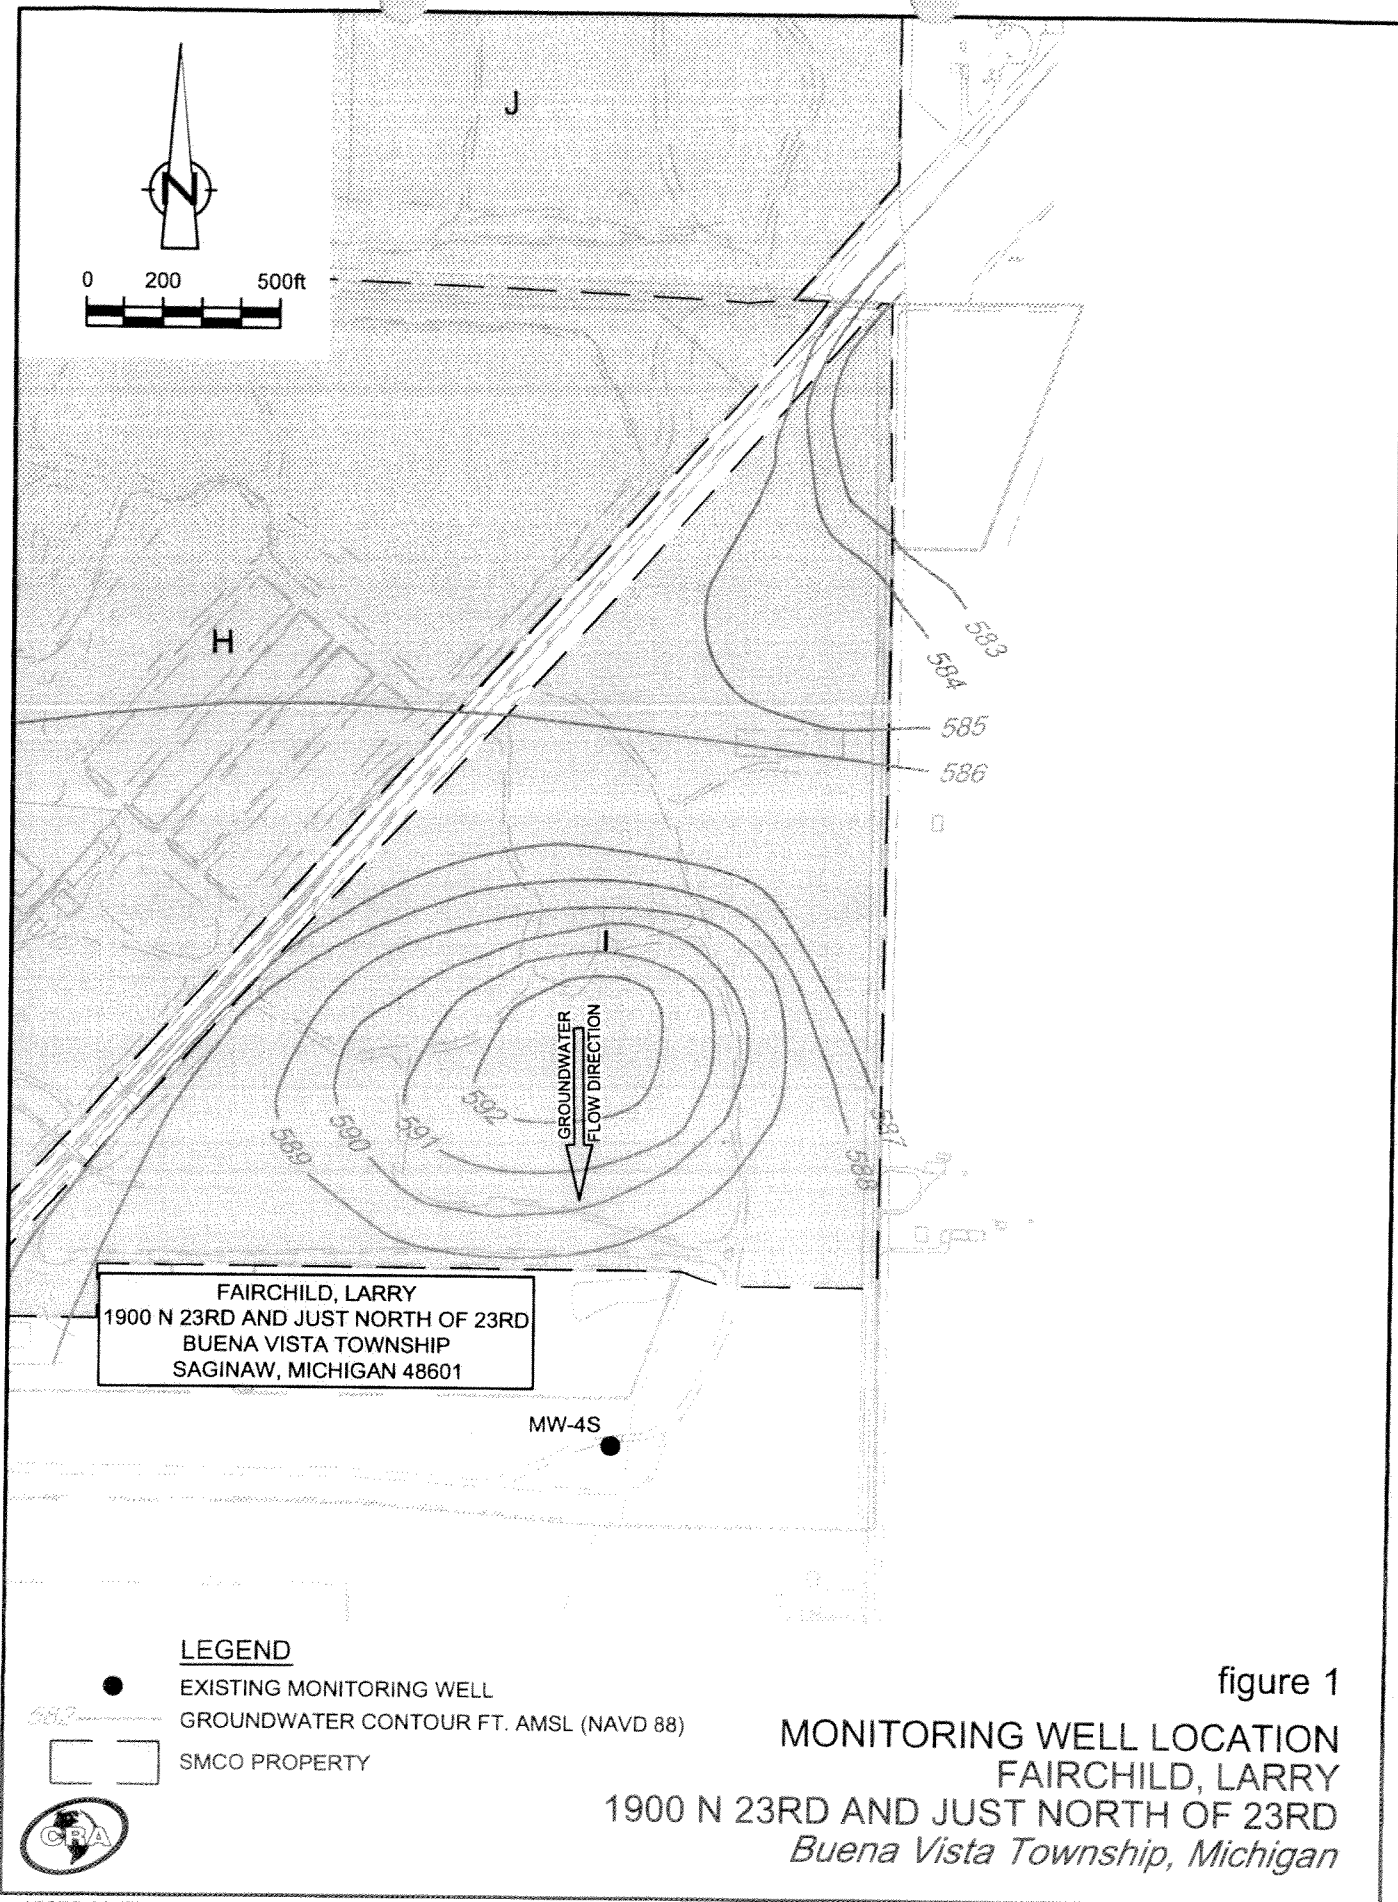 J
N
0 200 500ft
H
583
584
585
586
I
GROUNDWATER
FLOW DIRECTION
592
591
590
589
587
588
FAIRCHILD, LARRY
1900 N 23RD AND JUST NORTH OF 23RD
BUENA VISTA TOWNSHIP
SAGINAW, MICHIGAN 48601
MW-4S
LEGEND
EXISTING MONITORING WELL
582 GROUNDWATER CONTOUR FT. AMSL (NAVD 88)
SMCO PROPERTY
CRA
figure 1
MONITORING WELL LOCATION
FAIRCHILD, LARRY
1900 N 23RD AND JUST NORTH OF 23RD
Buena Vista Township, Michigan